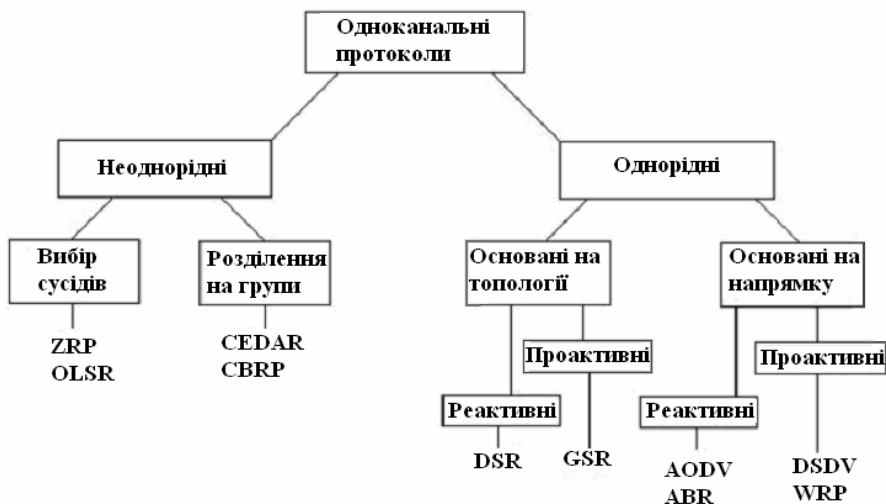 Одноканальні
протоколи
Неоднорідні
Однорідні
Вибір
сусідів
Розділення
на групи
Основані на
топології
Основані на
напрямку
ZRP
OLSR
CEDAR
CBRP
Проактивні
Проактивні
Реактивні
Реактивні
DSR
GSR
AODV
ABR
DSDV
WRP